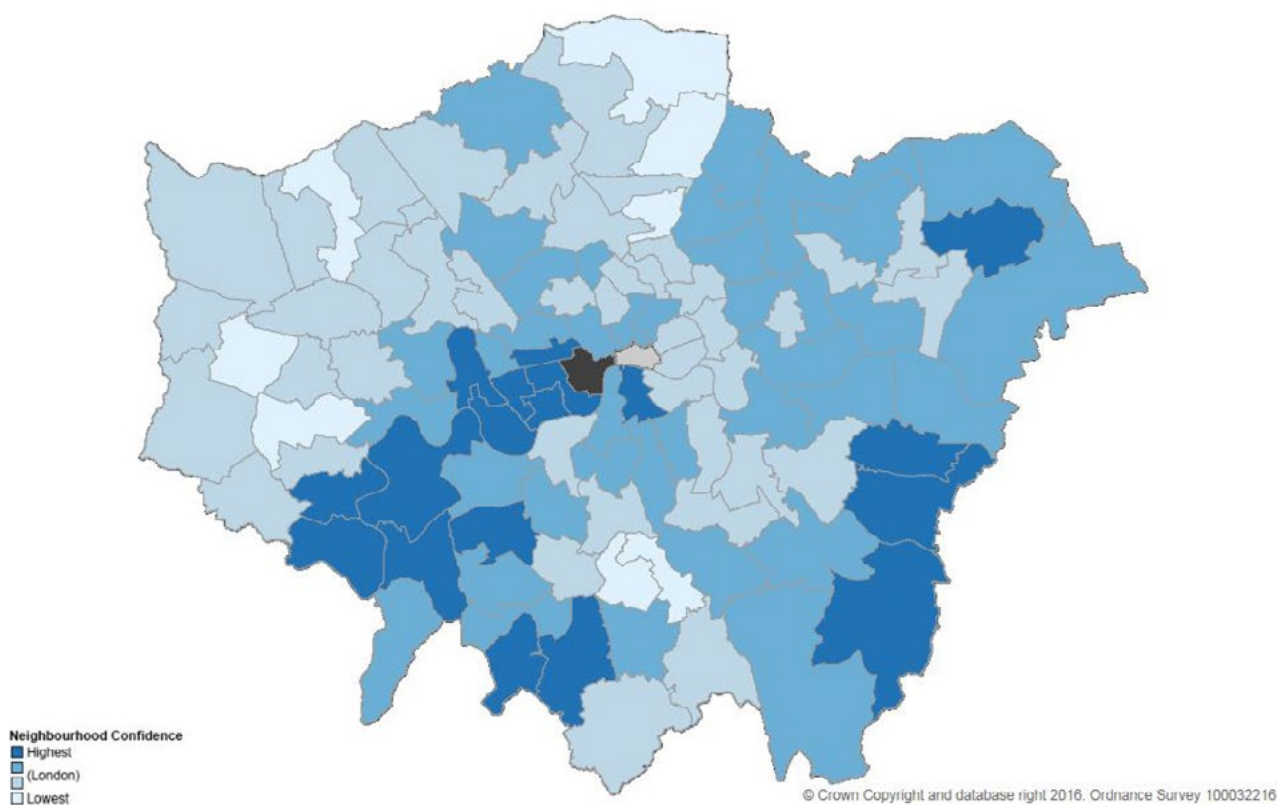 Neighbourhood Confidence
Highest
(London)
Lowest
© Crown Copyright and database right 2016. Ordnance Survey 100032216